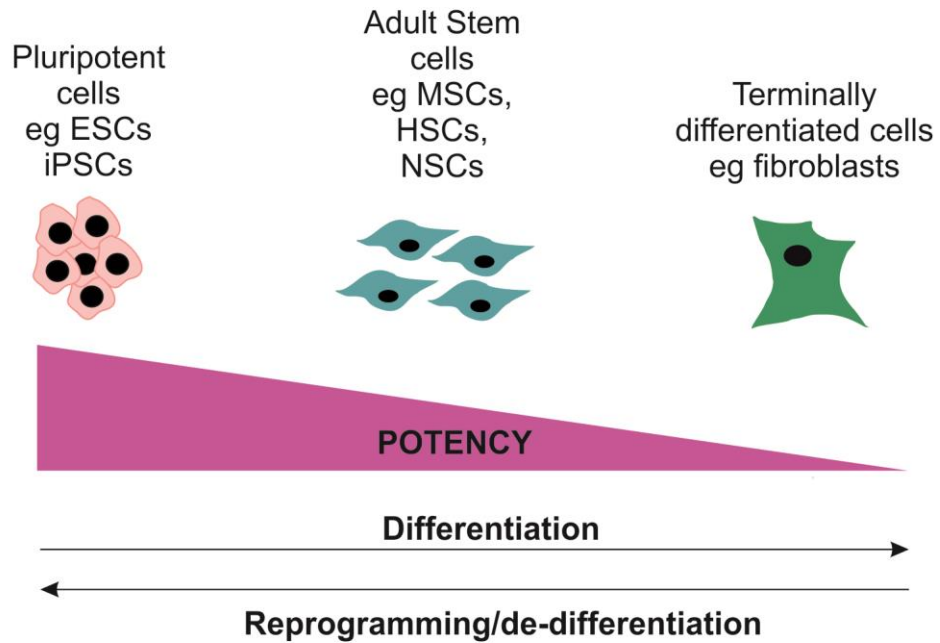 Pluripotent
cells
eg ESCs
iPSCs
Adult Stem
cells
eg MSCs,
HSCs,
NSCs
Terminally
differentiated cells
eg fibroblasts
POTENCY
Differentiation
Reprogramming/de-differentiation